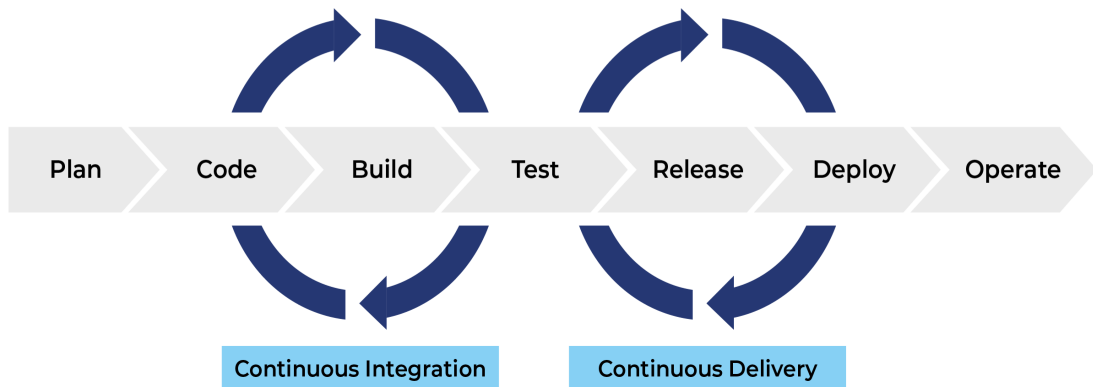 Plan
Code
Build
Test
Release
Deploy
Operate
Continuous Integration
Continuous Delivery